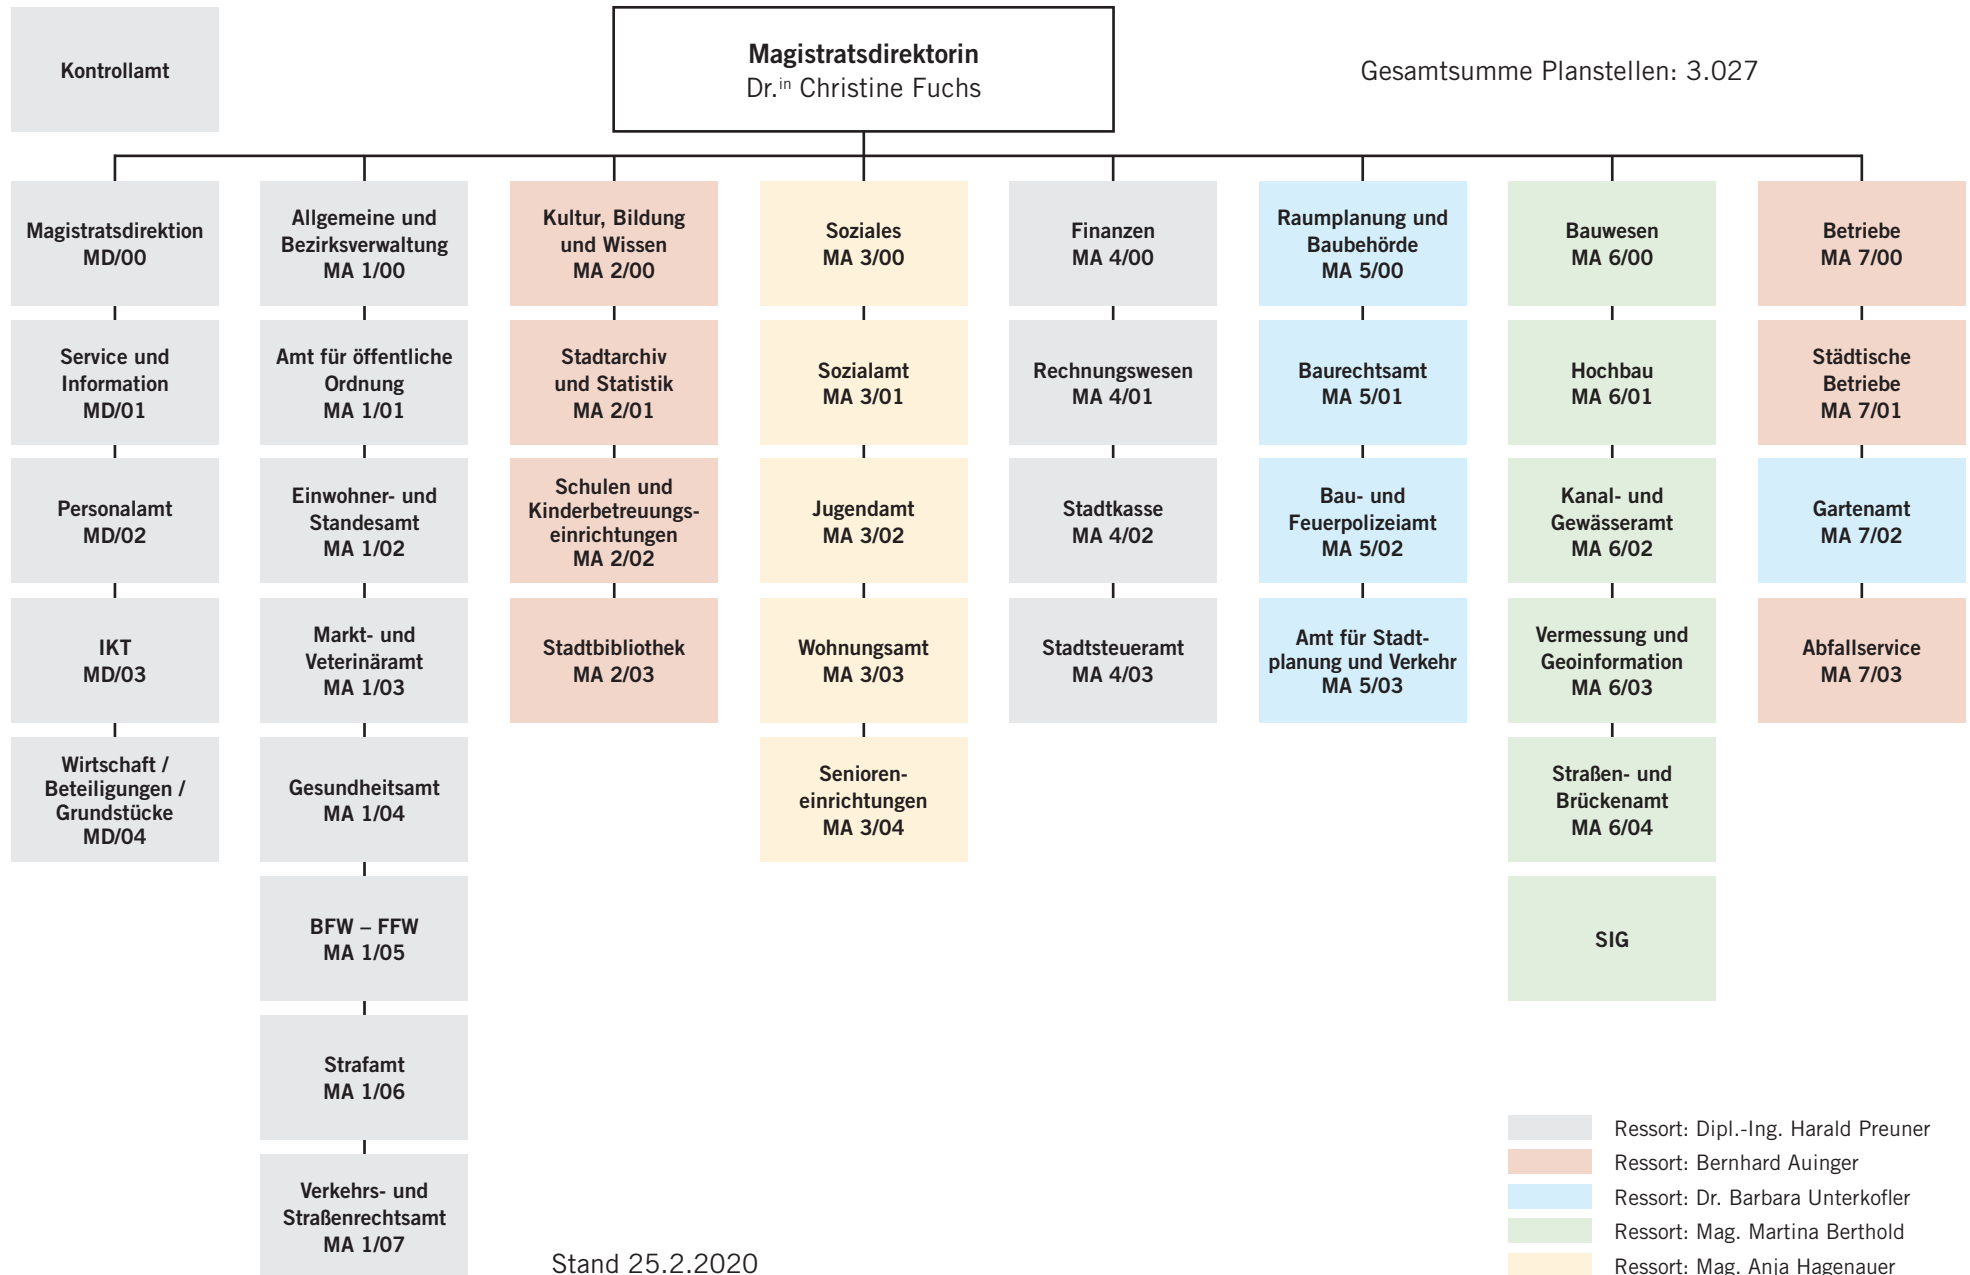 Kontrollamt
Magistratsdirektorin
Dr.in Christine Fuchs
Gesamtsumme Planstellen: 3.027
Magistratsdirektion
MD/00
Service und
Information
MD/01
Personalamt
MD/02
IKT
MD/03
Wirtschaft /
Beteiligungen /
Grundstücke
MD/04
Allgemeine und
Bezirksverwaltung
MA 1/00
Amt für öffentliche
Ordnung
MA 1/01
Einwohner- und
Standesamt
MA 1/02
Markt- und
Veterinäramt
MA 1/03
Gesundheitsamt
MA 1/04
BFW – FFW
MA 1/05
Strafamt
MA 1/06
Verkehrs- und
Straßenrechtsamt
MA 1/07
Kultur, Bildung
und Wissen
MA 2/00
Stadtarchiv
und Statistik
MA 2/01
Schulen und
Kinderbetreuungs-
einrichtungen
MA 2/02
Stadtbibliothek
MA 2/03
Soziales
MA 3/00
Sozialamt
MA 3/01
Jugendamt
MA 3/02
Wohnungsamt
MA 3/03
Senioren-
einrichtungen
MA 3/04
Finanzen
MA 4/00
Rechnungswesen
MA 4/01
Stadtkasse
MA 4/02
Stadtsteueramt
MA 4/03
Raumplanung und
Baubehörde
MA 5/00
Baurechtsamt
MA 5/01
Bau- und
Feuerpolizeiamt
MA 5/02
Amt für Stadt-
planung und Verkehr
MA 5/03
Bauwesen
MA 6/00
Hochbau
MA 6/01
Kanal- und
Gewässeramt
MA 6/02
Vermessung und
Geoinformation
MA 6/03
Straßen- und
Brückenamt
MA 6/04
SIG
Betriebe
MA 7/00
Städtische
Betriebe
MA 7/01
Gartenamt
MA 7/02
Abfallservice
MA 7/03
Stand 25.2.2020
Ressort: Dipl.-Ing. Harald Preuner
Ressort: Bernhard Auinger
Ressort: Dr. Barbara Unterkofler
Ressort: Mag. Martina Berthold
Ressort: Mag. Anja Hagenauer